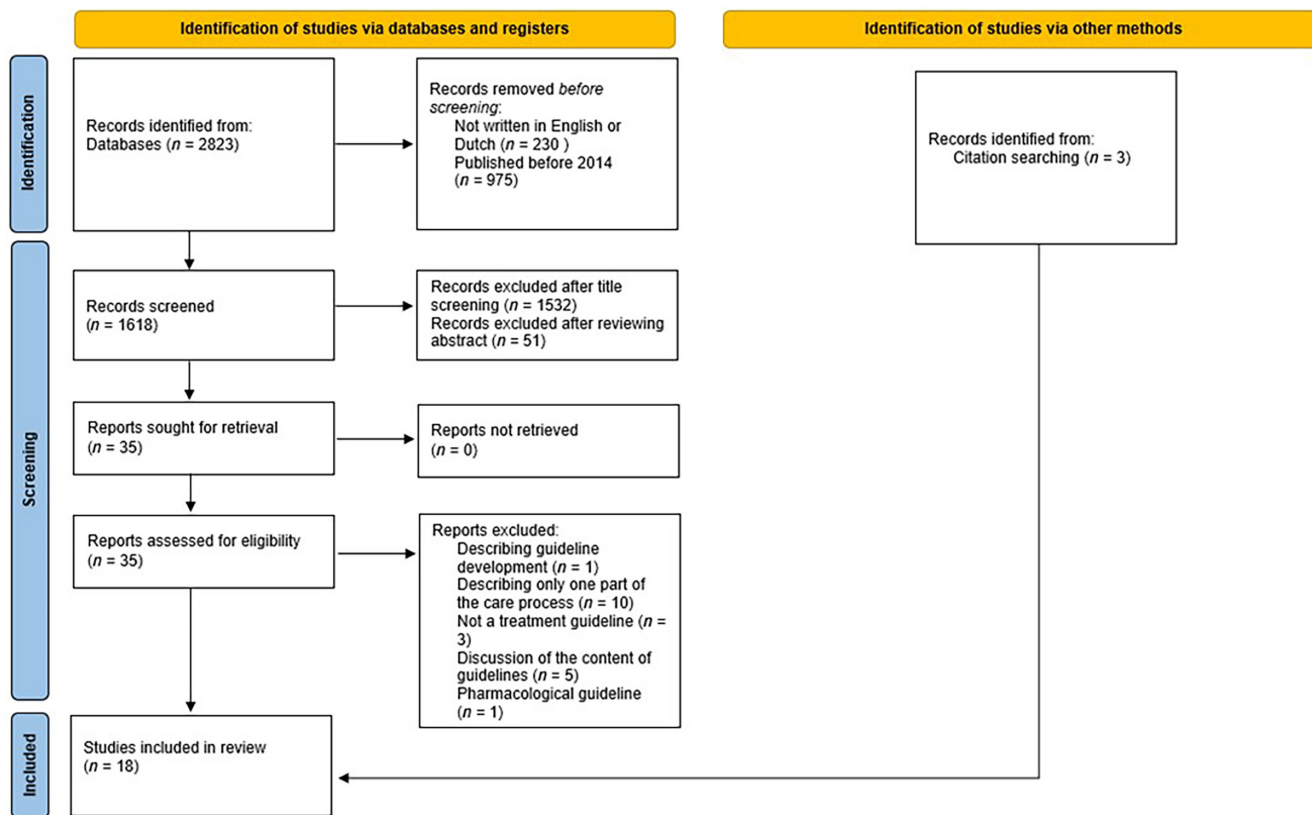 Identification of studies via databases and registers
Identification of studies via other methods
Identification
Records identified from:
Databases (n = 2823)
Records removed before
screening:
Not written in English or
Dutch (n = 230 )
Published before 2014
(n = 975)
Records identified from:
Citation searching (n = 3)
Screening
Records screened
(n = 1618)
Records excluded after title
screening (n = 1532)
Records excluded after reviewing
abstract (n = 51)
Reports sought for retrieval
(n = 35)
Reports not retrieved
(n = 0)
Reports assessed for eligibility
(n = 35)
Reports excluded:
Describing guideline
development (n = 1)
Describing only one part of
the care process (n = 10)
Not a treatment guideline (n =
3)
Discussion of the content of
guidelines (n = 5)
Pharmacological guideline
(n = 1)
Included
Studies included in review
(n = 18)